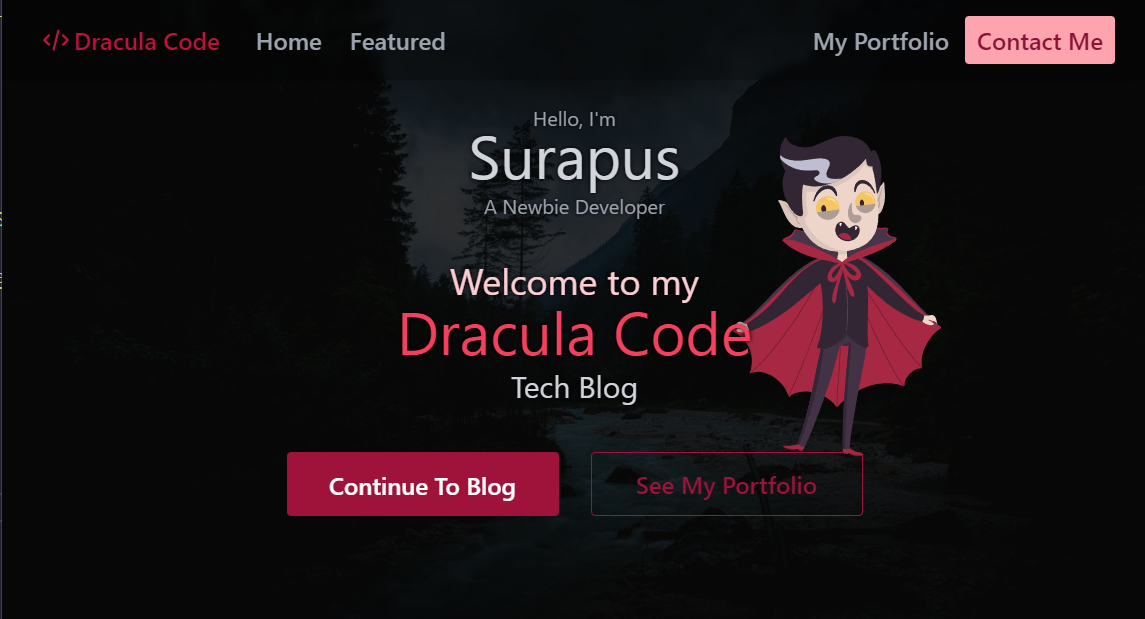 </> Dracula Code Home Featured My Portfolio Contact Me
Hello, I'm
Surapus
A Newbie Developer
Welcome to my
Dracula Code
Tech Blog
Continue To Blog See My Portfolio